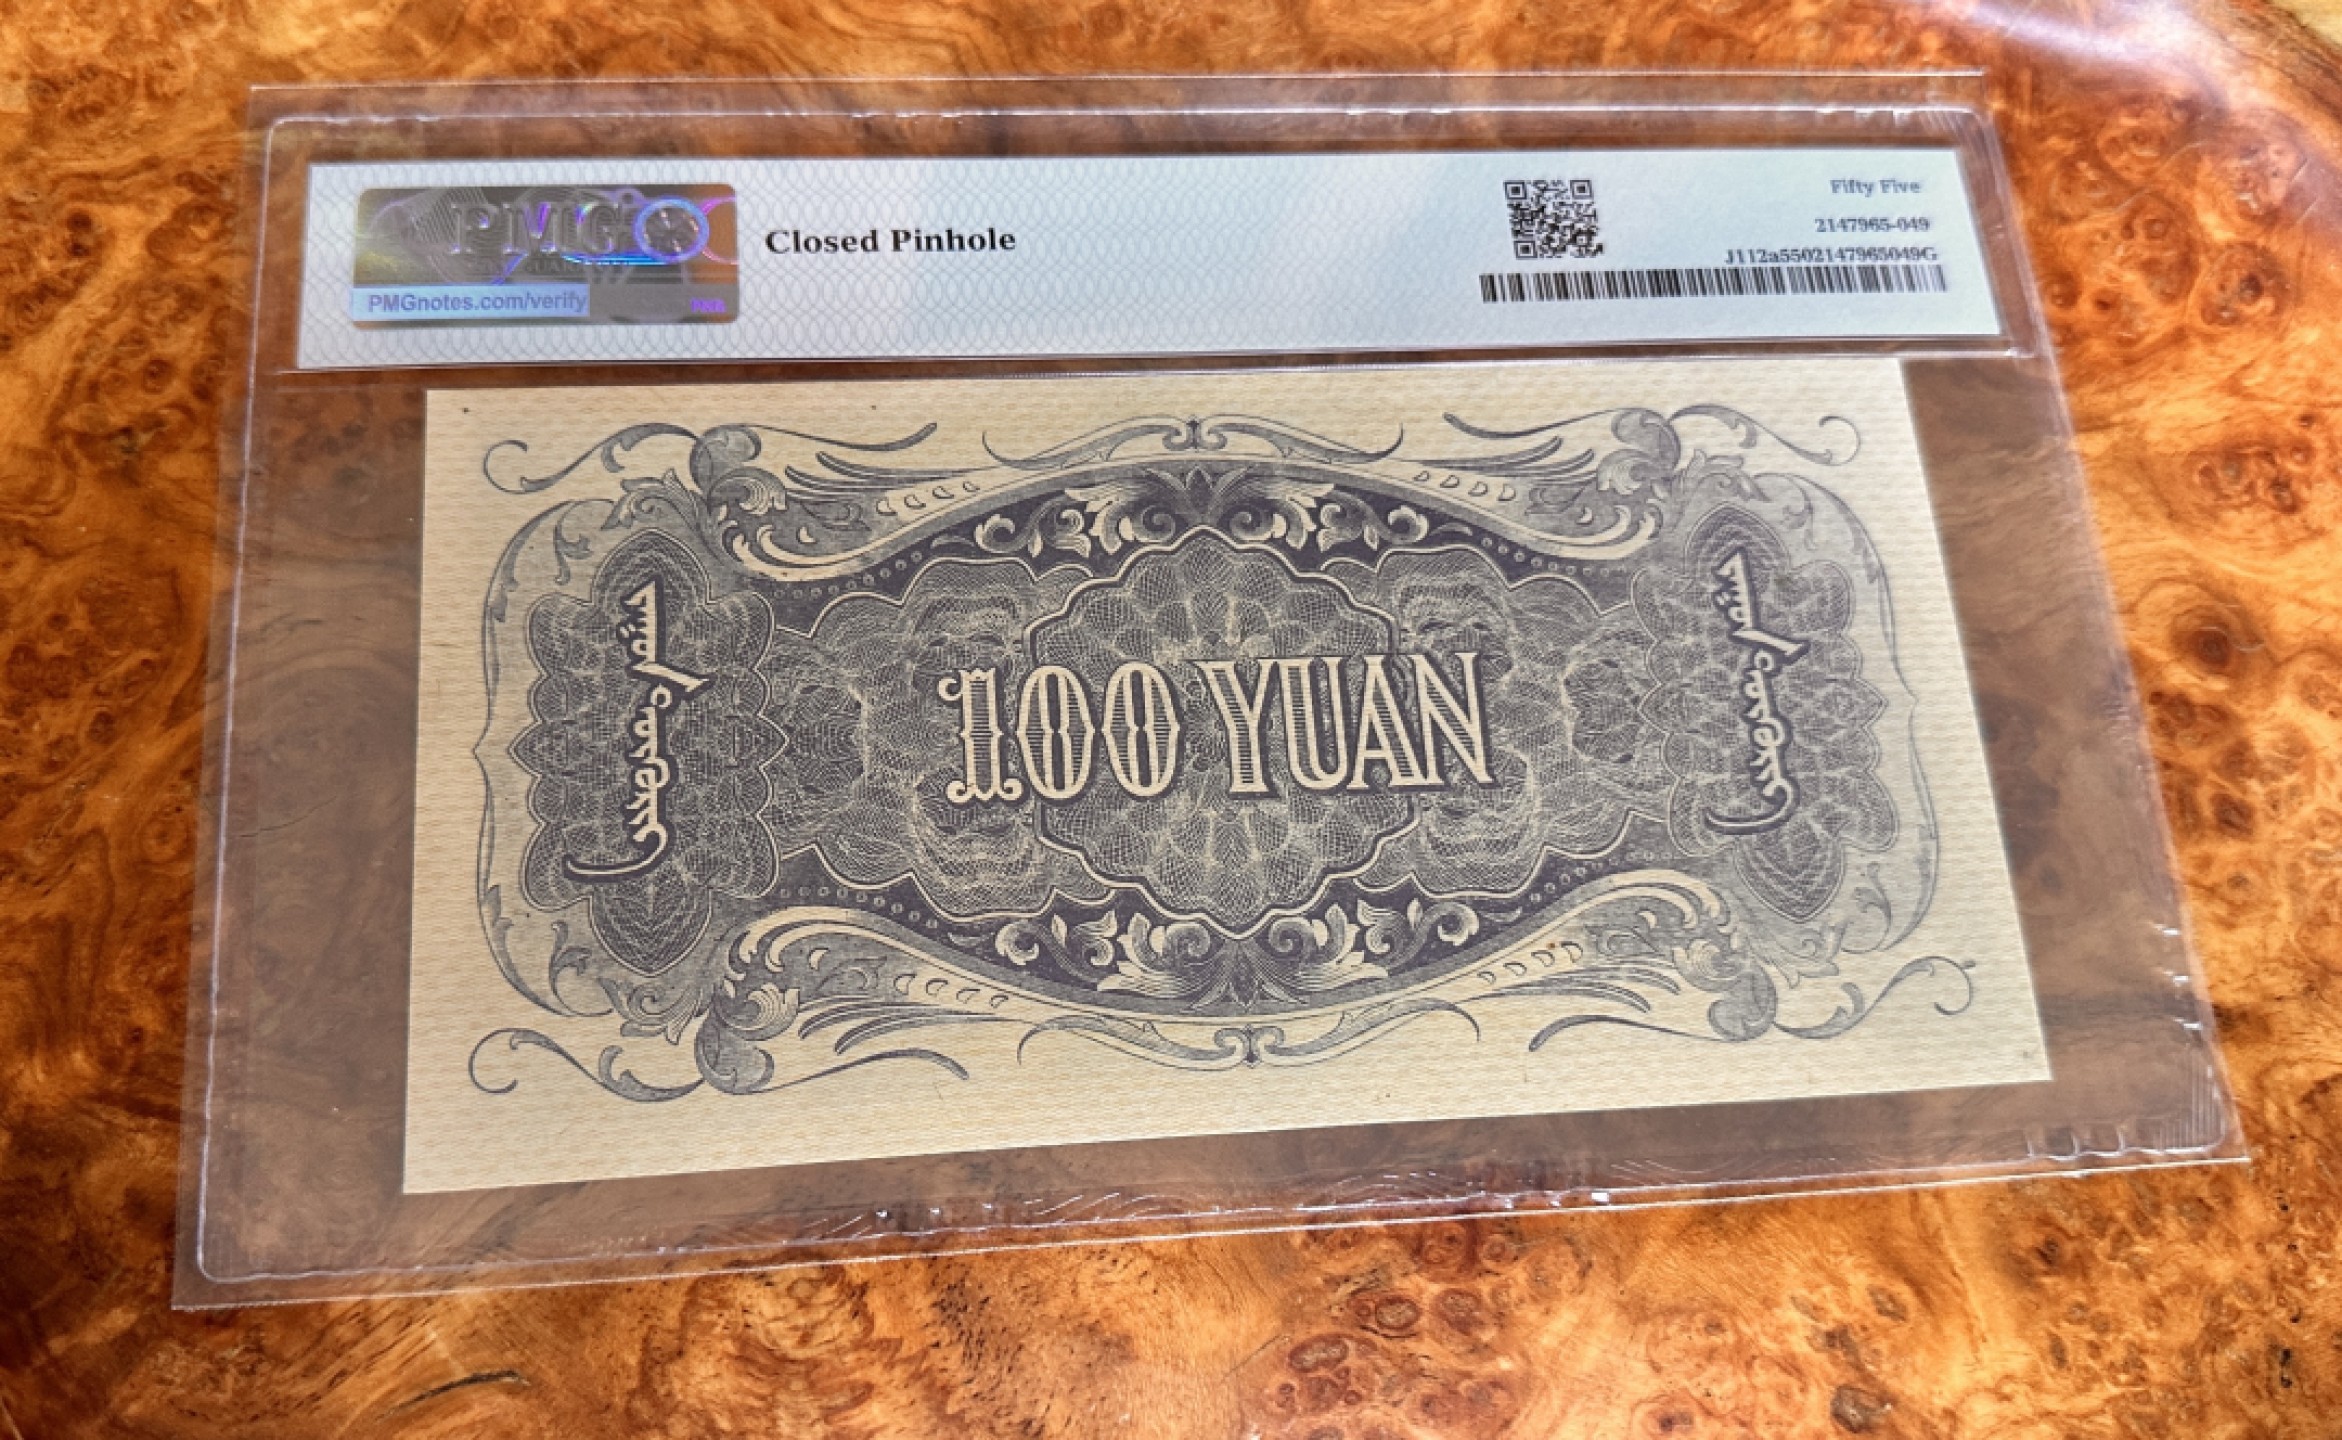 PMG
PMGnotes.com/verify
Closed Pinhole
Fifty Five
2147965-049
J112a5502147965049G
100 YUAN